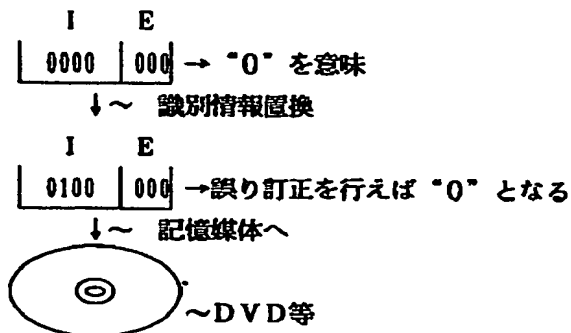 I E
0000 000 → "0" を意味
↓～ 識別情報置換
I E
0100 000 →誤り訂正を行えば "0" となる
↓～ 記憶媒体へ
～DVD等